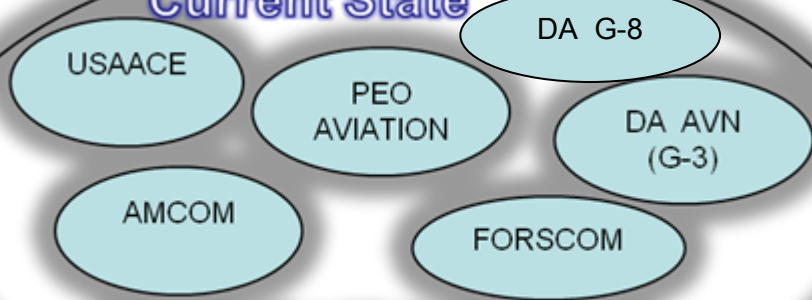 Current State
DA G-8
USAACE
PEO
AVIATION
DA AVN
(G-3)
AMCOM
FORSCOM